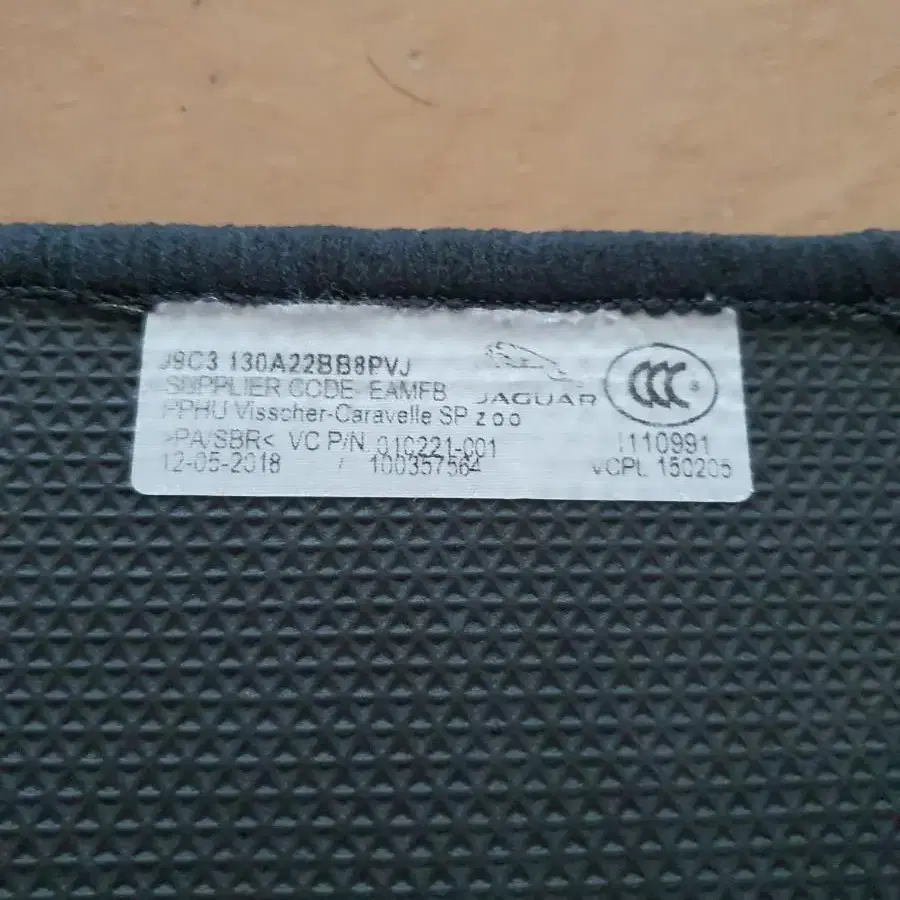 J9C3 130A22BB8PVJ
SUPPLIER CODE- EAMFB
PPHU Visscher-Caravelle SP z o o
>PA/SBR< VC P/N 010221-001
12-05-2018 / 100357564
JAGUAR
CCC S
I110991
VCPL 150205